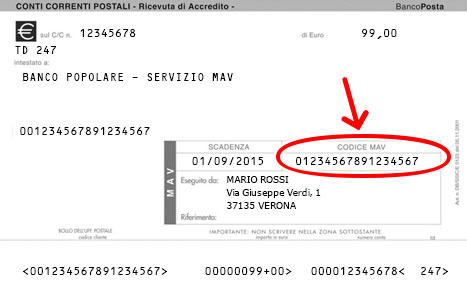 CONTI CORRENTI POSTALI - Ricevuta di Accredito - BancoPosta
€ sul C/C n. 12345678 di Euro 99,00
TD 247
intestato a:
BANCO POPOLARE - SERVIZIO MAV
001234567891234567
SCADENZA CODICE MAV
01/09/2015 01234567891234567
MAV
Eseguito da: MARIO ROSSI
Via Giuseppe Verdi, 1
37135 VERONA
Riferimento:
BOLLO DELL'UFF. POSTALE
codice cliente
IMPORTANTE: NON SCRIVERE NELLA ZONA SOTTOSTANTE
importo in euro numero conto td
<001234567891234567> 00000099+00> 000012345678< 247>